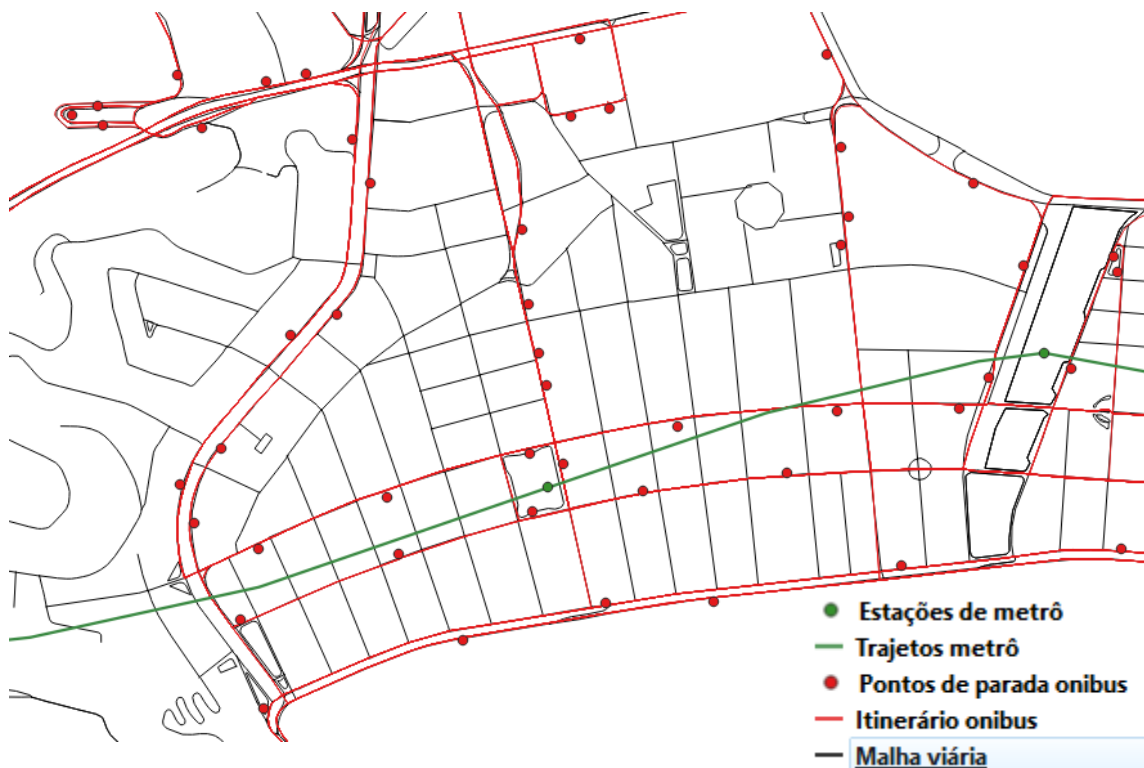 Estações de metrô
Trajetos metrô
Pontos de parada onibus
Itinerário onibus
Malha viária